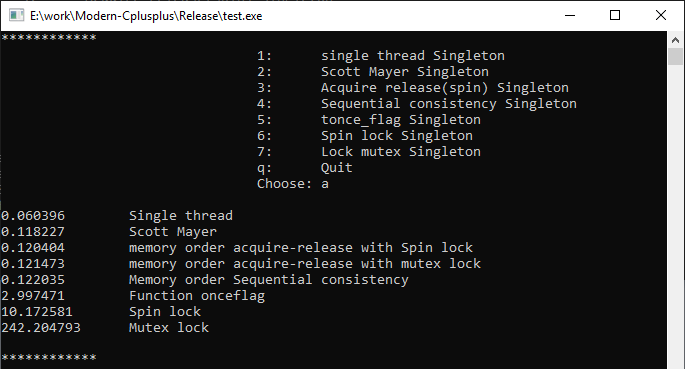 E:\work\Modern-Cplusplus\Release\test.exe
************
1: single thread Singleton
2: Scott Mayer Singleton
3: Acquire release(spin) Singleton
4: Sequential consistency Singleton
5: tonce_flag Singleton
6: Spin lock Singleton
7: Lock mutex Singleton
q: Quit
Choose: a
0.060396 Single thread
0.118227 Scott Mayer
0.120404 memory order acquire-release with Spin lock
0.121473 memory order acquire-release with mutex lock
0.122035 Memory order Sequential consistency
2.997471 Function onceflag
10.172581 Spin lock
242.204793 Mutex lock
************